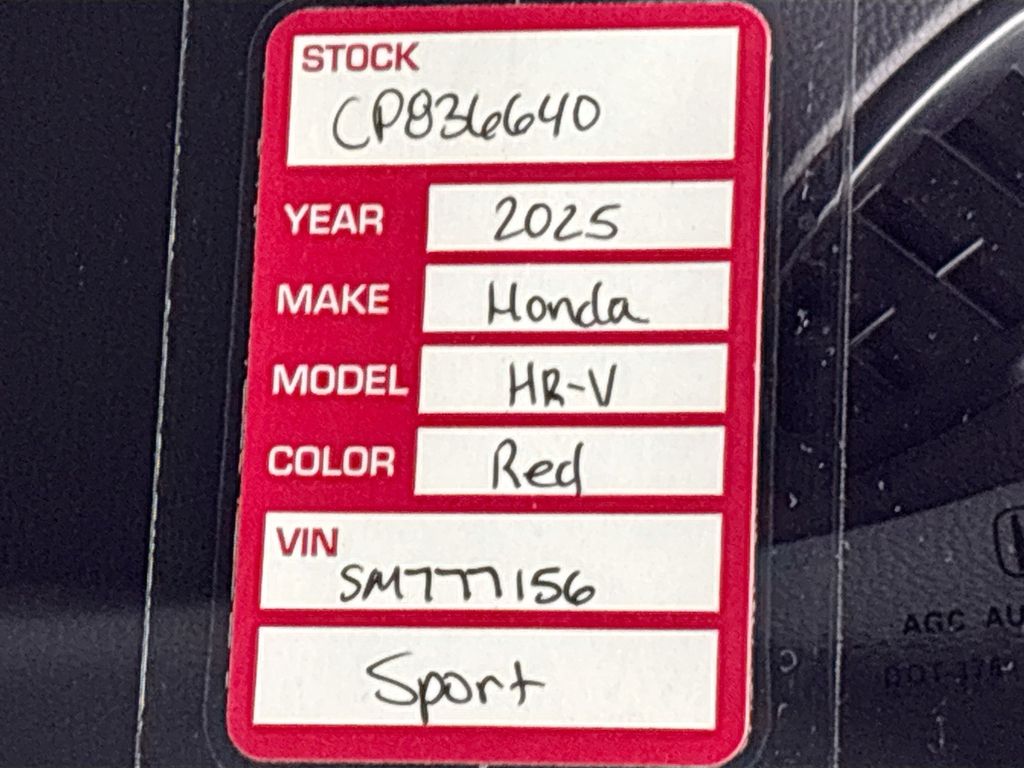 STOCK
CP836640
YEAR 2025
MAKE Honda
MODEL HR-V
COLOR Red
VIN
SM777156
Sport
AGC AU